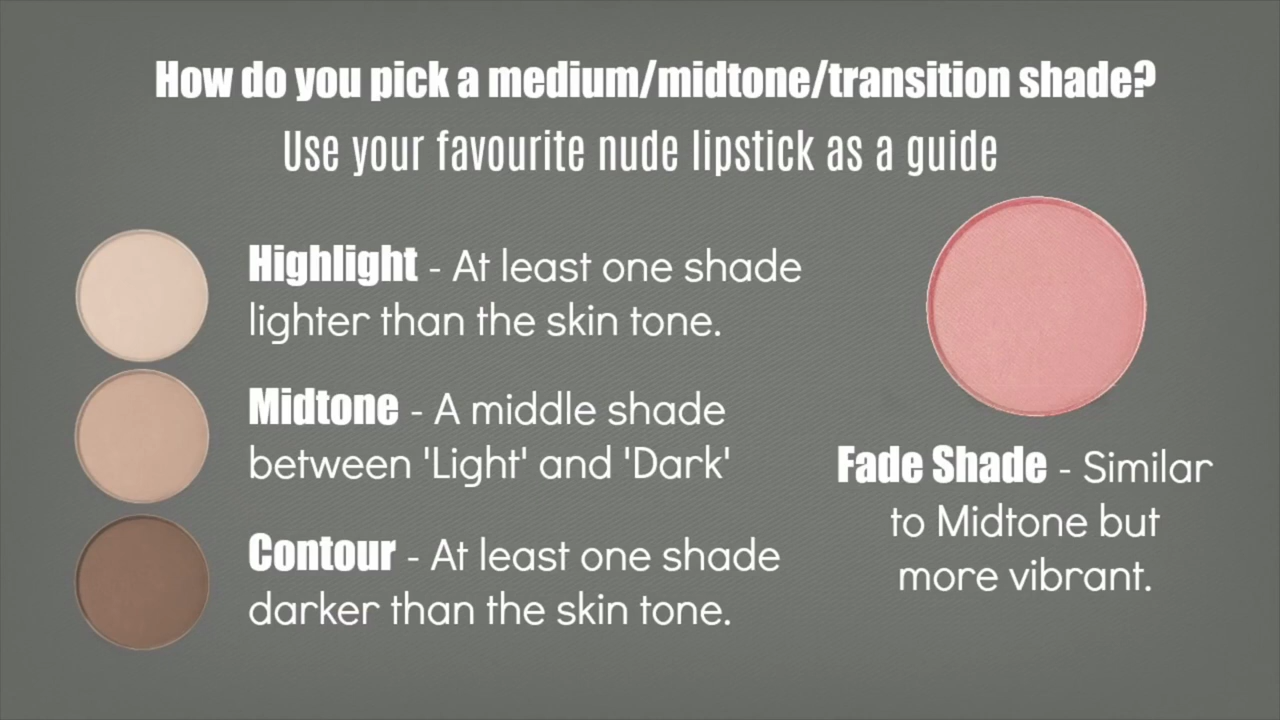 How do you pick a medium/midtone/transition shade?
Use your favourite nude lipstick as a guide
Highlight - At least one shade
lighter than the skin tone.
Midtone - A middle shade
between 'Light' and 'Dark'
Contour - At least one shade
darker than the skin tone.
Fade Shade - Similar
to Midtone but
more vibrant.